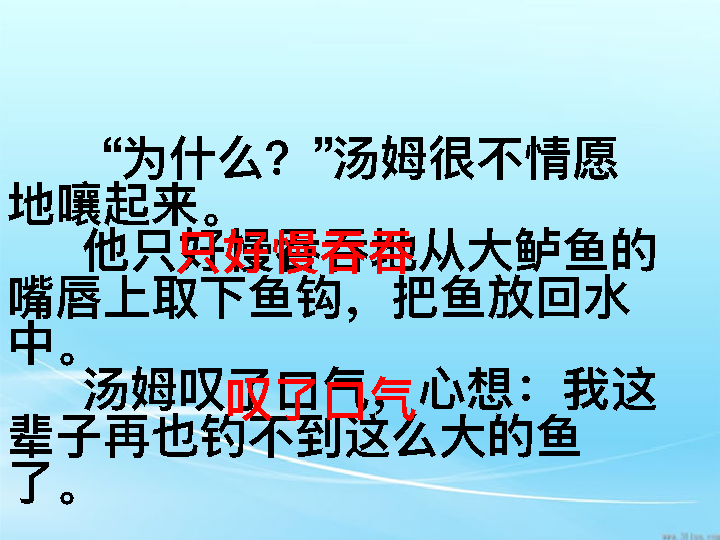 “为什么？”汤姆很不情愿
地嚷起来。
他只好慢吞吞地从大鲈鱼的
只好慢吞吞
嘴唇上取下鱼钩，把鱼放回水
中。
汤姆叹了口气，心想：我这
叹了口气
辈子再也钓不到这么大的鱼
了。